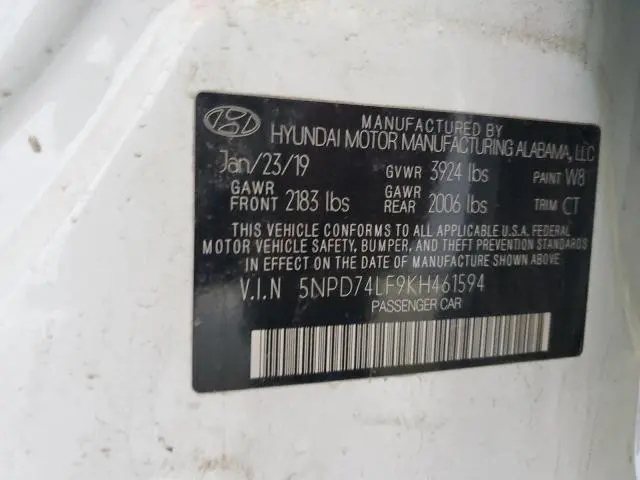 MANUFACTURED BY
HYUNDAI MOTOR MANUFACTURING ALABAMA, LLC
Jan/23/19 GVWR 3924 lbs PAINT W8
GAWR FRONT 2183 lbs GAWR REAR 2006 lbs TRIM CT
THIS VEHICLE CONFORMS TO ALL APPLICABLE U.S.A. FEDERAL
MOTOR VEHICLE SAFETY, BUMPER, AND THEFT PREVENTION STANDARDS
IN EFFECT ON THE DATE OF MANUFACTURE SHOWN ABOVE.
V.I.N 5NPD74LF9KH461594
PASSENGER CAR